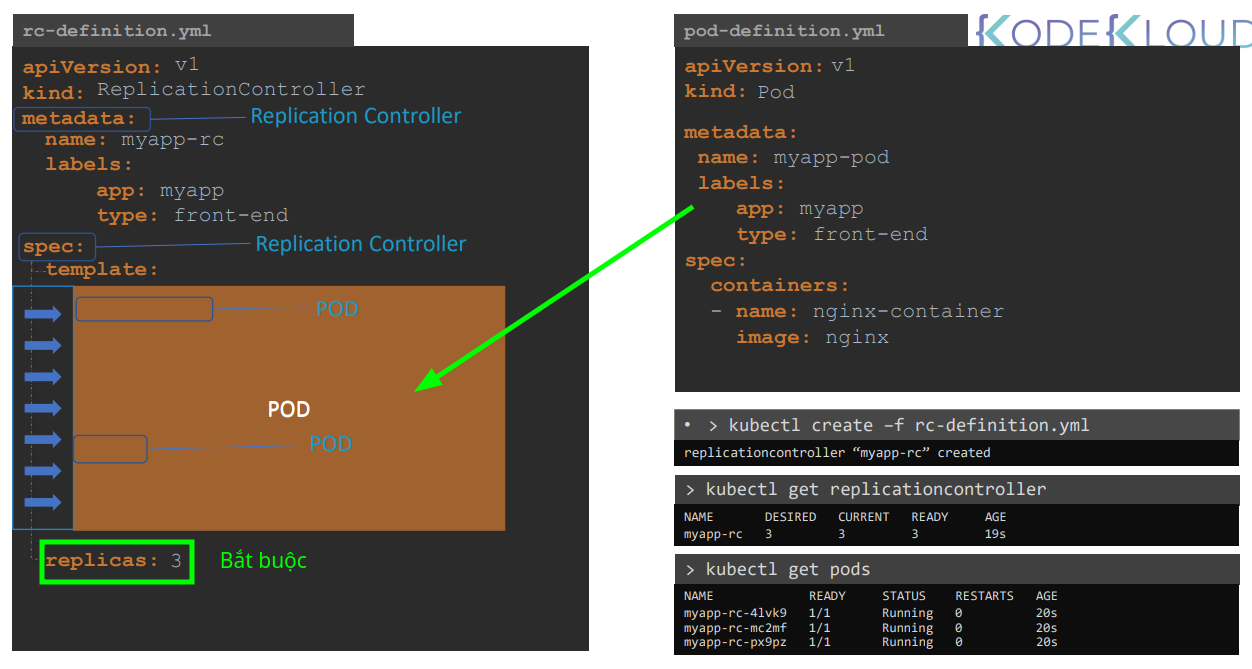 rc-definition.yml
apiVersion: v1
kind: ReplicationController
metadata: Replication Controller
name: myapp-rc
labels:
app: myapp
type: front-end
spec: Replication Controller
template:
POD
POD
POD
replicas: 3 Bắt buộc
pod-definition.yml
{KODE{KLOUD
apiVersion: v1
kind: Pod
metadata:
name: myapp-pod
labels:
app: myapp
type: front-end
spec:
containers:
- name: nginx-container
image: nginx
• > kubectl create –f rc-definition.yml
replicationcontroller “myapp-rc” created
> kubectl get replicationcontroller
NAME DESIRED CURRENT READY AGE
myapp-rc 3 3 3 19s
> kubectl get pods
NAME READY STATUS RESTARTS AGE
myapp-rc-4lvk9 1/1 Running 0 20s
myapp-rc-mc2mf 1/1 Running 0 20s
myapp-rc-px9pz 1/1 Running 0 20s